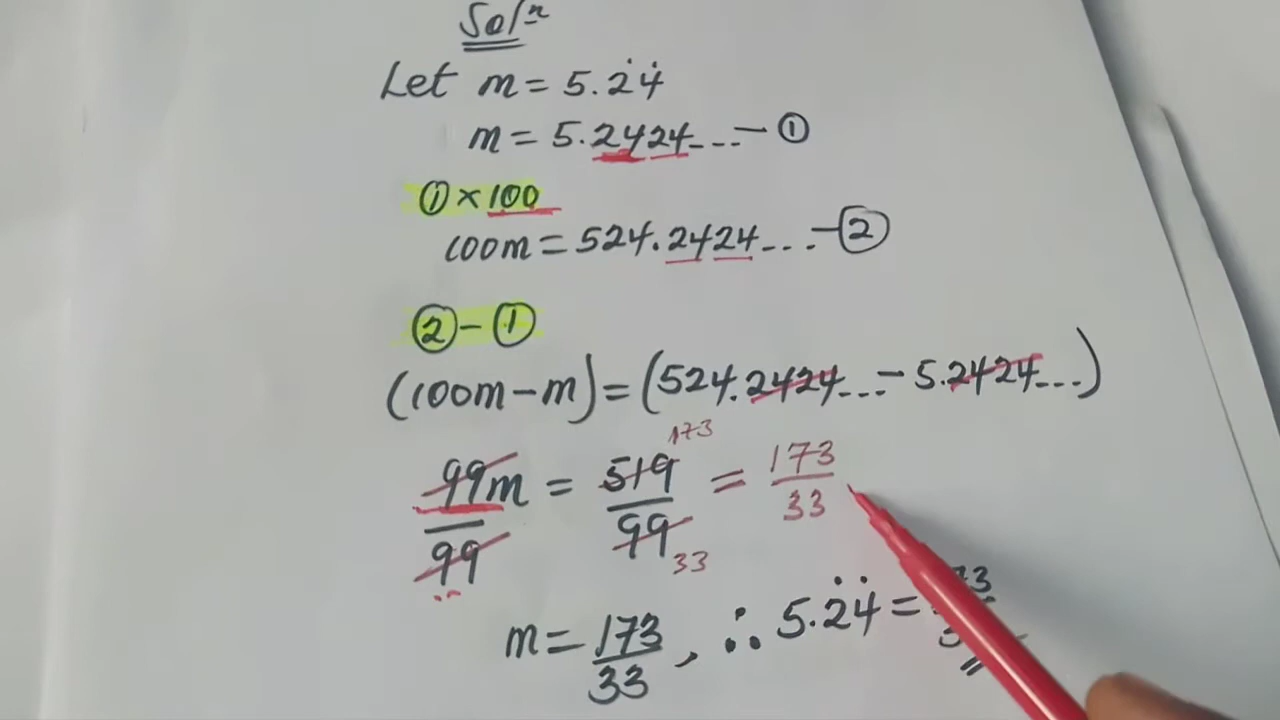 Solⁿ
Let m = 5.2̇4̇
m = 5.2424... — ①
① × 100
100m = 524.2424... — ②
② − ①
(100m − m) = (524.2424... − 5.2424...)
173
99m = 519 = 173
99 99 33
33
m = 173/33 , ∴ 5.2̇4̇ =